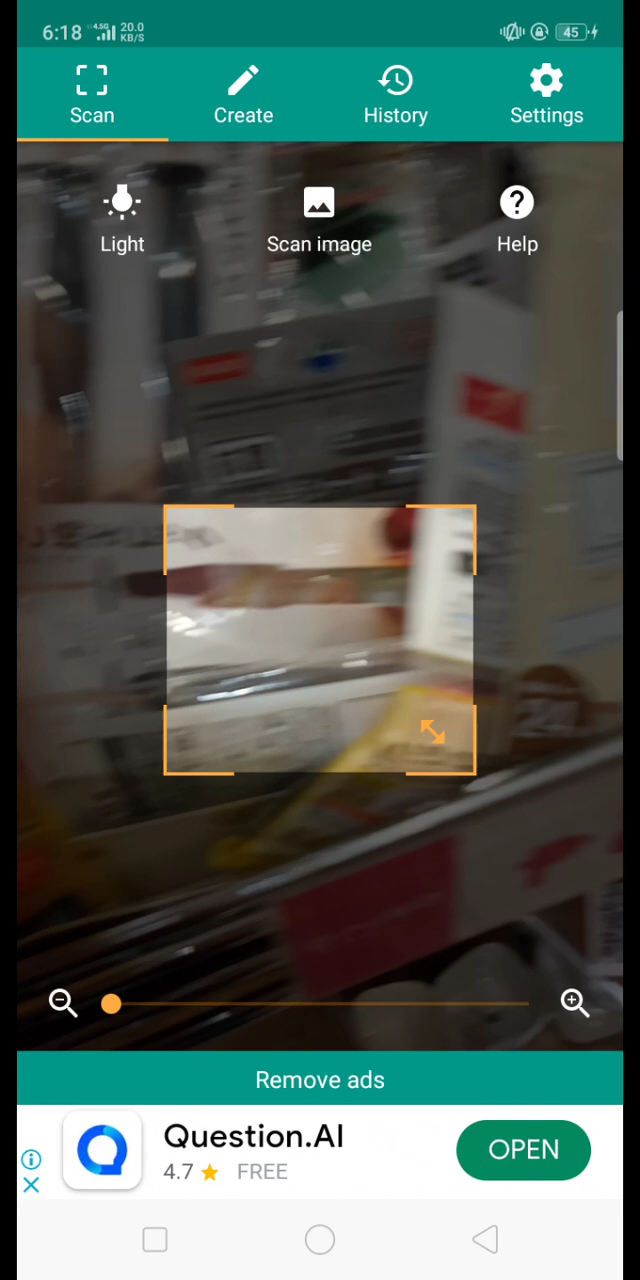 6:18 4.5G 20.0 KB/S 45
Scan Create History Settings
Light Scan image Help
Remove ads
Question.AI
4.7 FREE
OPEN